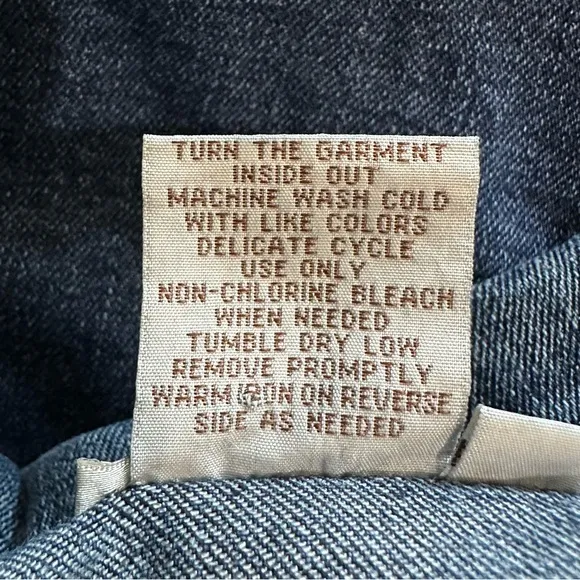 TURN THE GARMENT
INSIDE OUT
MACHINE WASH COLD
WITH LIKE COLORS
DELICATE CYCLE
USE ONLY
NON-CHLORINE BLEACH
WHEN NEEDED
TUMBLE DRY LOW
REMOVE PROMPTLY
WARM IRON ON REVERSE
SIDE AS NEEDED